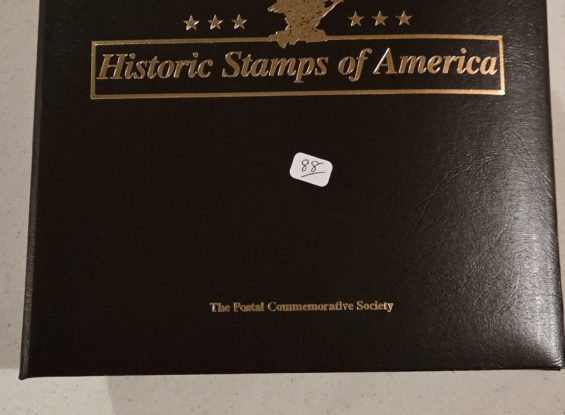 Historic Stamps of America
88
The Postal Commemorative Society